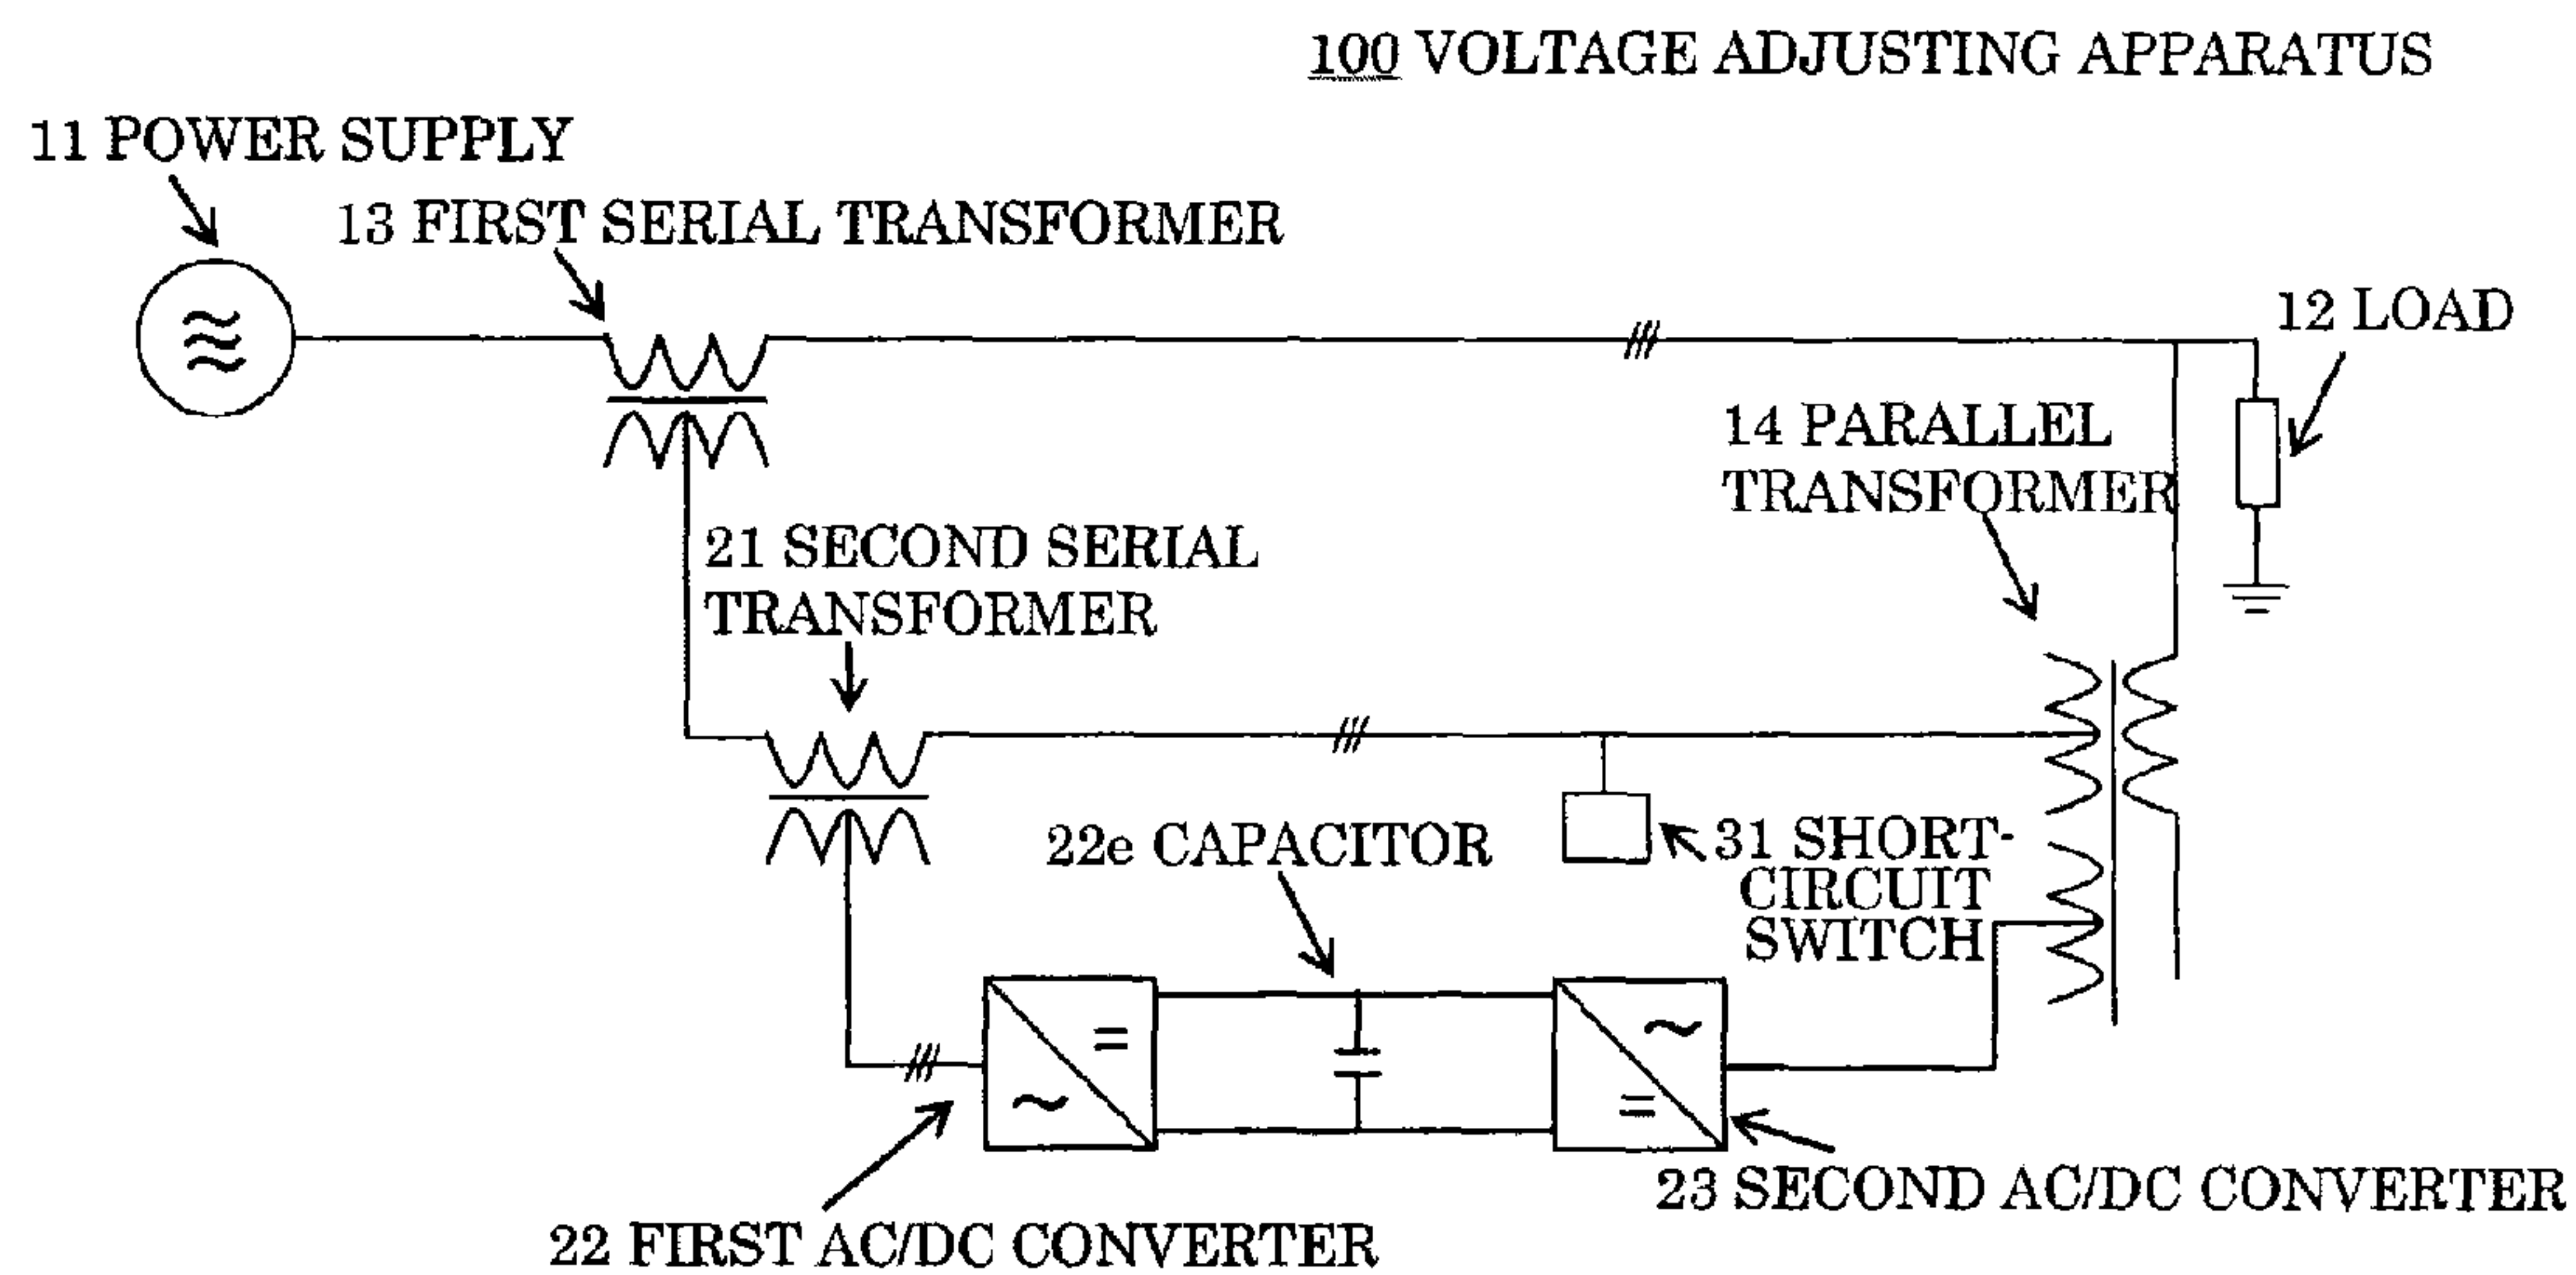 100 VOLTAGE ADJUSTING APPARATUS
11 POWER SUPPLY
13 FIRST SERIAL TRANSFORMER
12 LOAD
14 PARALLEL
TRANSFORMER
21 SECOND SERIAL
TRANSFORMER
22e CAPACITOR
31 SHORT-
CIRCUIT
SWITCH
23 SECOND AC/DC CONVERTER
22 FIRST AC/DC CONVERTER